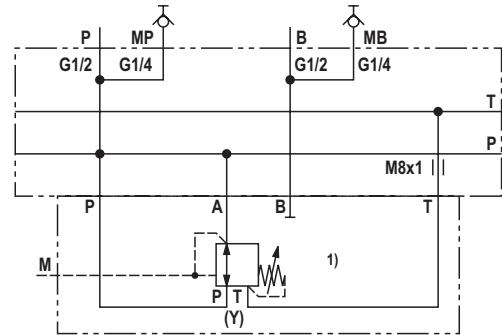 P MP B MB
G1/2 G1/4 G1/2 G1/4
T
P
M8x1
P A B T
M 1)
P T
(Y)